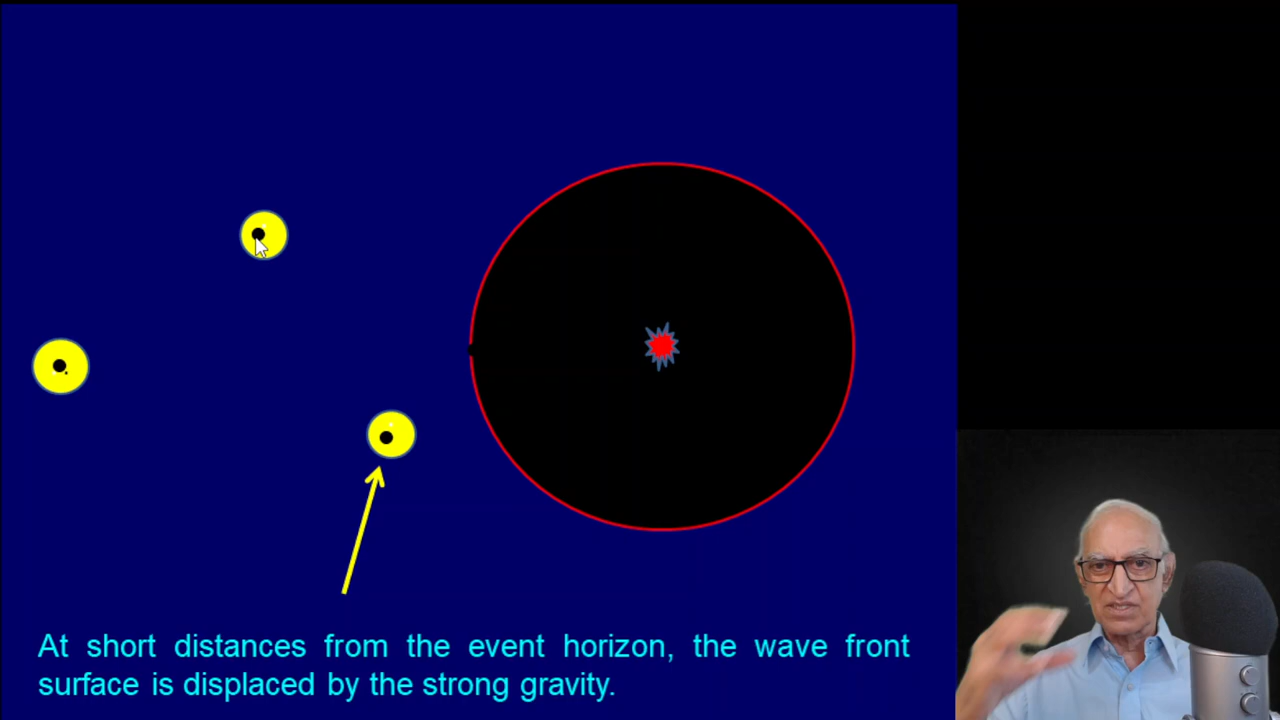 At short distances from the event horizon, the wave front
surface is displaced by the strong gravity.